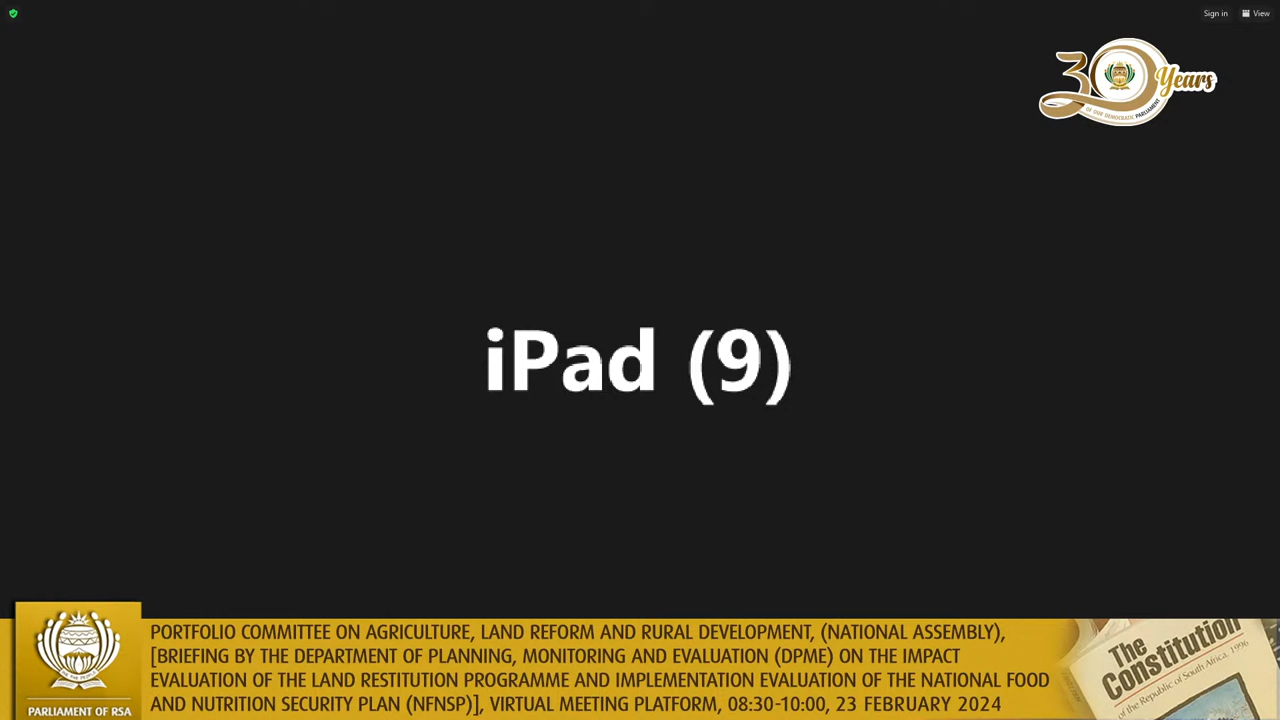 Sign in
View
30 Years
OF OUR DEMOCRATIC PARLIAMENT
iPad (9)
PORTFOLIO COMMITTEE ON AGRICULTURE, LAND REFORM AND RURAL DEVELOPMENT, (NATIONAL ASSEMBLY),
[BRIEFING BY THE DEPARTMENT OF PLANNING, MONITORING AND EVALUATION (DPME) ON THE IMPACT
EVALUATION OF THE LAND RESTITUTION PROGRAMME AND IMPLEMENTATION EVALUATION OF THE NATIONAL FOOD
AND NUTRITION SECURITY PLAN (NFNSP)], VIRTUAL MEETING PLATFORM, 08:30-10:00, 23 FEBRUARY 2024
PARLIAMENT OF RSA
The
Constitution
of the Republic of South Africa, 1996